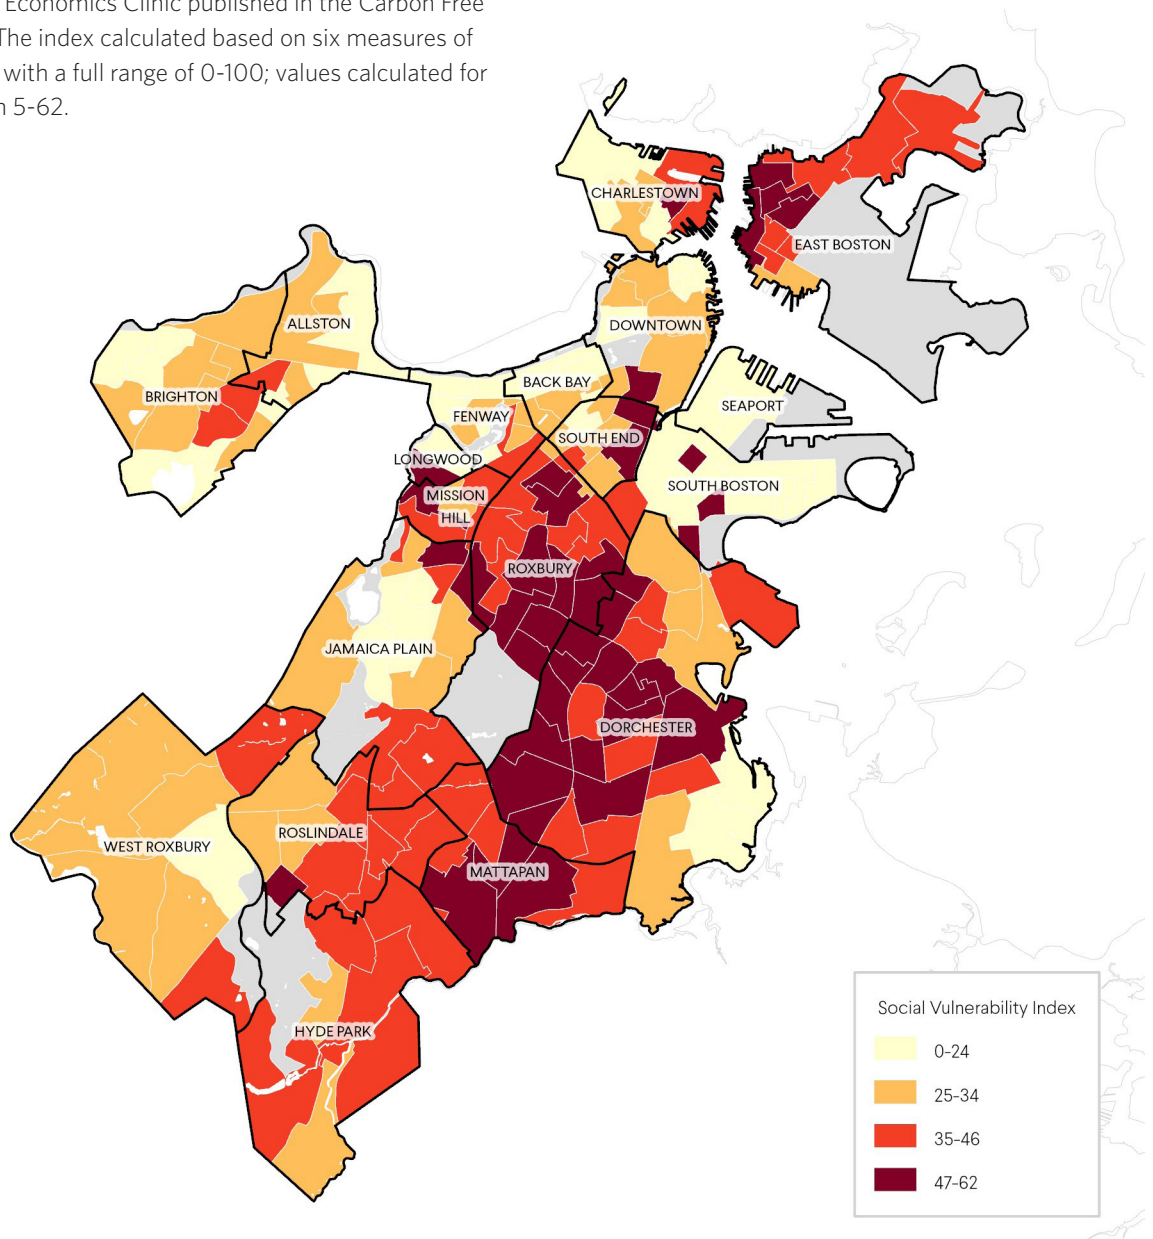 Economics Clinic published in the Carbon Free
The index calculated based on six measures of
with a full range of 0-100; values calculated for
5-62.
CHARLESTOWN
EAST BOSTON
ALLSTON
DOWNTOWN
BACK BAY
BRIGHTON
SEAPORT
FENWAY
SOUTH END
LONGWOOD
SOUTH BOSTON
MISSION
HILL
ROXBURY
JAMAICA PLAIN
DORCHESTER
ROSLINDALE
WEST ROXBURY
MATTAPAN
HYDE PARK
Social Vulnerability Index
0-24
25-34
35-46
47-62